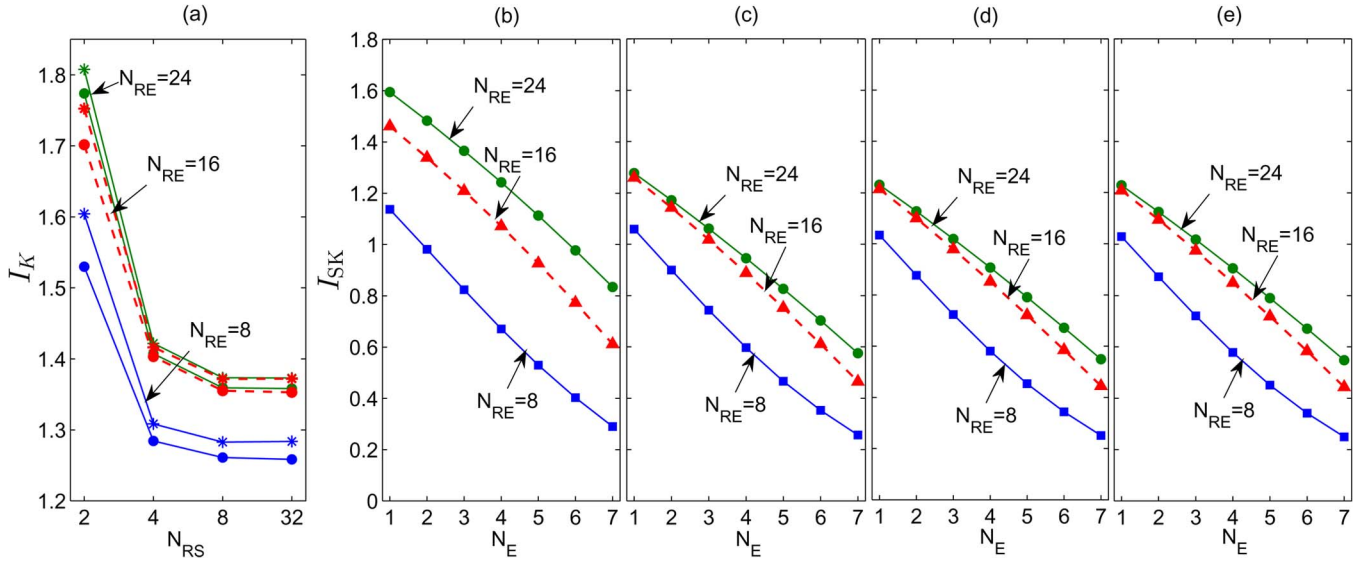 (a)
(b)
(c)
(d)
(e)
I_K
1.8
1.7
1.6
1.5
1.4
1.3
1.2
2
4
8
32
N_RS
N_RE=24
N_RE=16
N_RE=8
I_SK
1.8
1.6
1.4
1.2
1
0.8
0.6
0.4
0.2
0
1 2 3 4 5 6 7
N_E
N_RE=24
N_RE=16
N_RE=8
1 2 3 4 5 6 7
N_E
N_RE=24
N_RE=16
N_RE=8
1 2 3 4 5 6 7
N_E
N_RE=24
N_RE=16
N_RE=8
1 2 3 4 5 6 7
N_E
N_RE=24
N_RE=16
N_RE=8